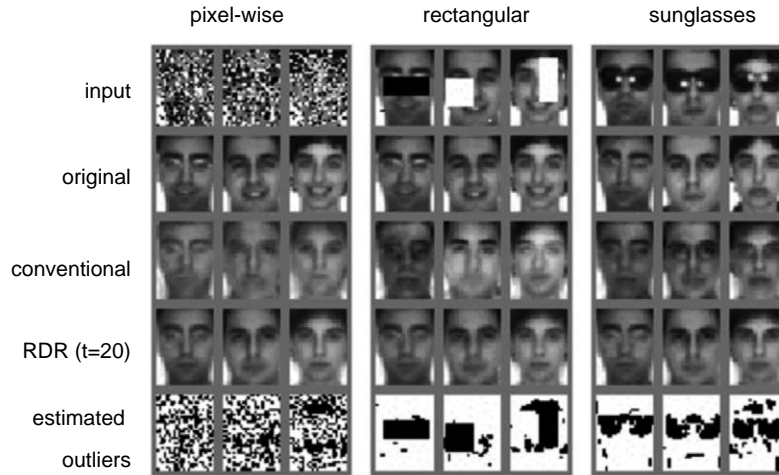 pixel-wise rectangular sunglasses
input
original
conventional
RDR (t=20)
estimated
outliers